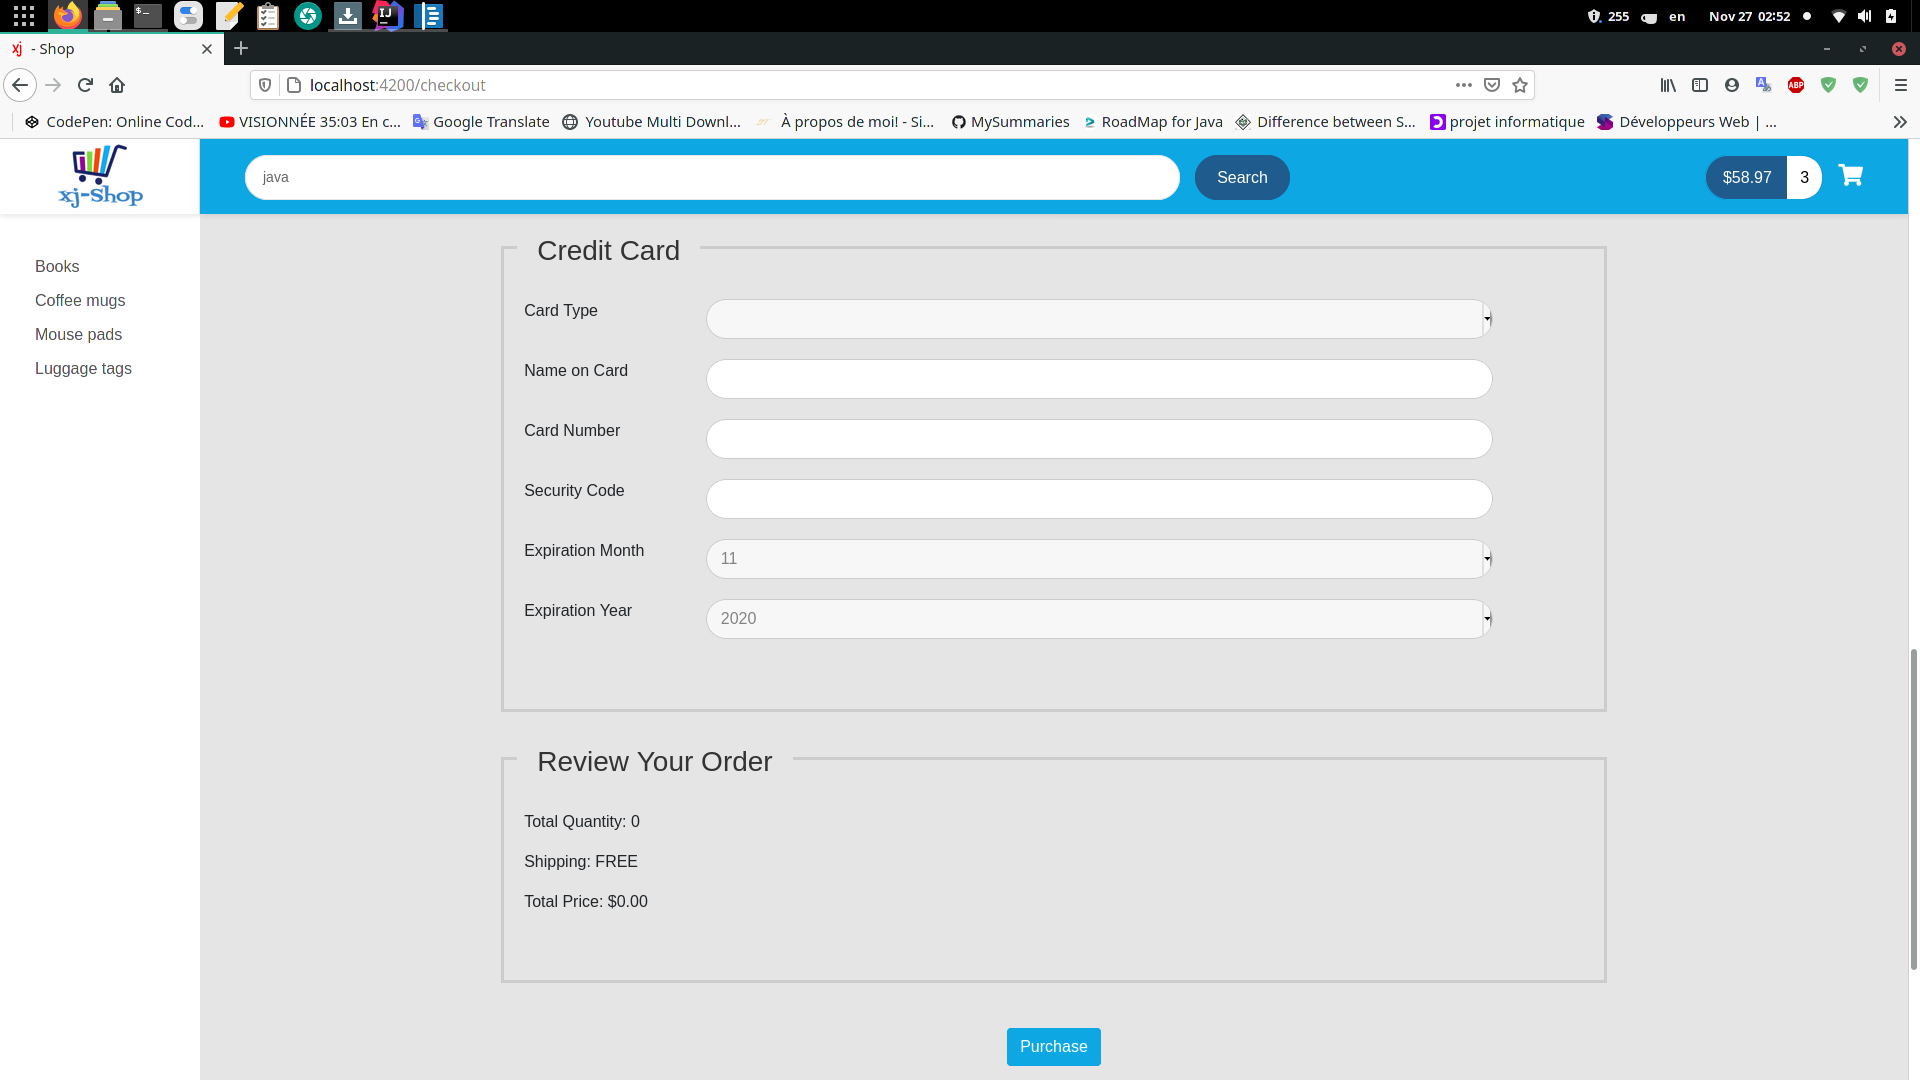 255
en
Nov 27 02:52
xj - Shop
localhost:4200/checkout
CodePen: Online Cod...
VISIONNÉE 35:03 En c...
Google Translate
Youtube Multi Downl...
À propos de moi! - Si...
MySummaries
RoadMap for Java
Difference between S...
projet informatique
Développeurs Web | ...
ABP
xj-Shop
java
Search
$58.97
3
Books
Coffee mugs
Mouse pads
Luggage tags
Credit Card
Card Type
Name on Card
Card Number
Security Code
Expiration Month
11
Expiration Year
2020
Review Your Order
Total Quantity: 0
Shipping: FREE
Total Price: $0.00
Purchase